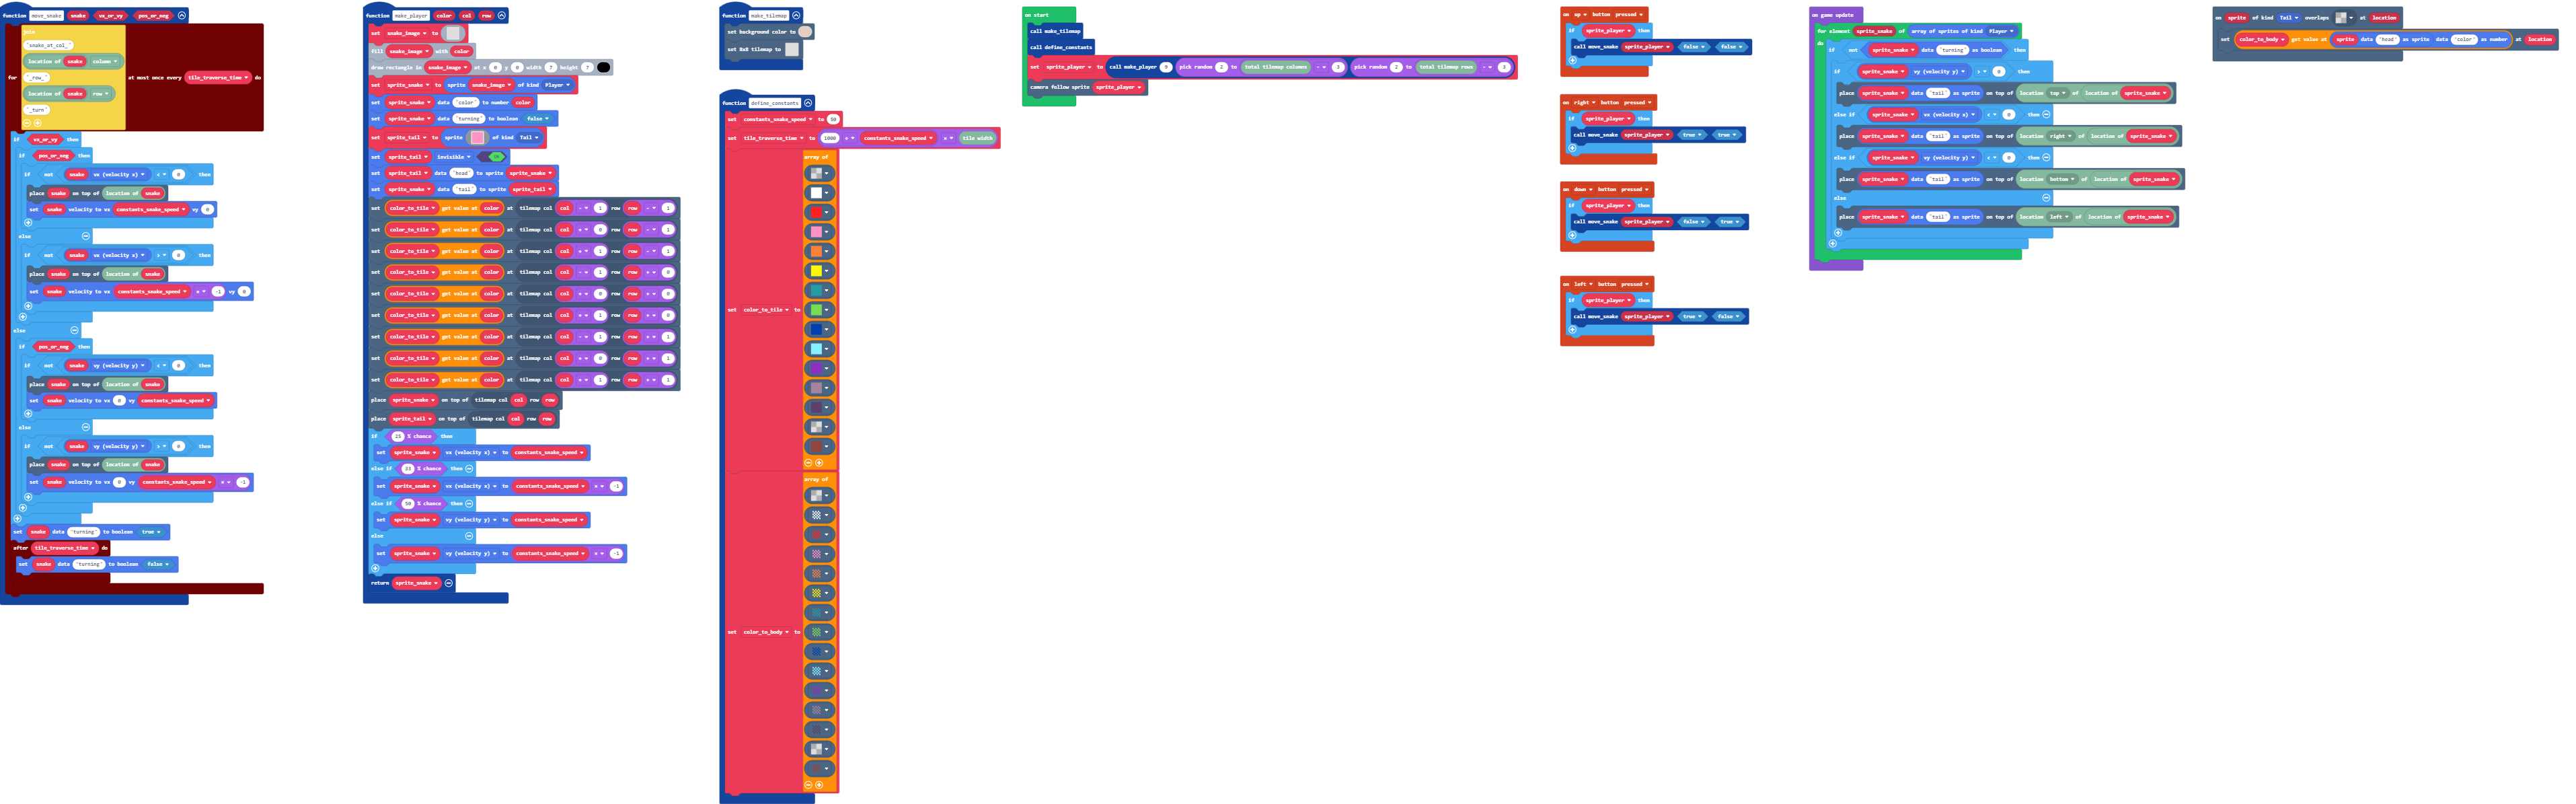 function move_snake snake vx_or_vy pos_or_neg
join
"snake_at_col_"
location of snake column
"_row_"
location of snake row
"_turn"
for at most once every tile_traverse_time do
if vx_or_vy then
if pos_or_neg then
if not snake vx (velocity x) < 0 then
place snake on top of location of snake
set snake velocity to vx constants_snake_speed vy 0
else
if not snake vx (velocity x) > 0 then
place snake on top of location of snake
set snake velocity to vx constants_snake_speed × -1 vy 0
else
if pos_or_neg then
if not snake vy (velocity y) < 0 then
place snake on top of location of snake
set snake velocity to vx 0 vy constants_snake_speed
else
if not snake vy (velocity y) > 0 then
place snake on top of location of snake
set snake velocity to vx 0 vy constants_snake_speed × -1
set snake data "turning" to boolean true
after tile_traverse_time do
set snake data "turning" to boolean false
function make_player color col row
set snake_image to
fill snake_image with color
draw rectangle in snake_image at x 0 y 0 width 7 height 7
set sprite_snake to sprite snake_image of kind Player
set sprite_snake data "color" to number color
set sprite_snake data "turning" to boolean false
set sprite_tail to sprite of kind Tail
set sprite_tail invisible
set sprite_tail data "head" to sprite sprite_snake
set sprite_snake data "tail" to sprite sprite_tail
set color_to_tile get value at color at tilemap col col - 1 row row - 1
set color_to_tile get value at color at tilemap col col + 0 row row - 1
set color_to_tile get value at color at tilemap col col + 1 row row - 1
set color_to_tile get value at color at tilemap col col - 1 row row + 0
set color_to_tile get value at color at tilemap col col + 0 row row + 0
set color_to_tile get value at color at tilemap col col + 1 row row + 0
set color_to_tile get value at color at tilemap col col - 1 row row + 1
set color_to_tile get value at color at tilemap col col + 0 row row + 1
set color_to_tile get value at color at tilemap col col + 1 row row + 1
place sprite_snake on top of tilemap col col row row
place sprite_tail on top of tilemap col col row row
if 25 % chance then
set sprite_snake vx (velocity x) to constants_snake_speed
else if 33 % chance then
set sprite_snake vx (velocity x) to constants_snake_speed × -1
else if 50 % chance then
set sprite_snake vy (velocity y) to constants_snake_speed
else
set sprite_snake vy (velocity y) to constants_snake_speed × -1
return sprite_snake
function make_tilemap
set background color to
set 8x8 tilemap to
function define_constants
set constants_snake_speed to 50
set tile_traverse_time to 1000 ÷ constants_snake_speed × tile width
set color_to_tile to array of
set color_to_body to array of
on start
call make_tilemap
call define_constants
set sprite_player to call make_player 9 pick random 2 to total tilemap columns - 3 pick random 2 to total tilemap rows - 3
camera follow sprite sprite_player
on up button pressed
if sprite_player then
call move_snake sprite_player false false
on right button pressed
if sprite_player then
call move_snake sprite_player true true
on down button pressed
if sprite_player then
call move_snake sprite_player false true
on left button pressed
if sprite_player then
call move_snake sprite_player true false
on game update
for element sprite_snake of array of sprites of kind Player
do
if not sprite_snake data "turning" as boolean then
if sprite_snake vy (velocity y) > 0 then
place sprite_snake data "tail" as sprite on top of location top of location of sprite_snake
else if sprite_snake vx (velocity x) < 0 then
place sprite_snake data "tail" as sprite on top of location right of location of sprite_snake
else if sprite_snake vy (velocity y) < 0 then
place sprite_snake data "tail" as sprite on top of location bottom of location of sprite_snake
else
place sprite_snake data "tail" as sprite on top of location left of location of sprite_snake
on sprite of kind Tail overlaps at location
set color_to_body get value at sprite data "head" as sprite data "color" as number at location